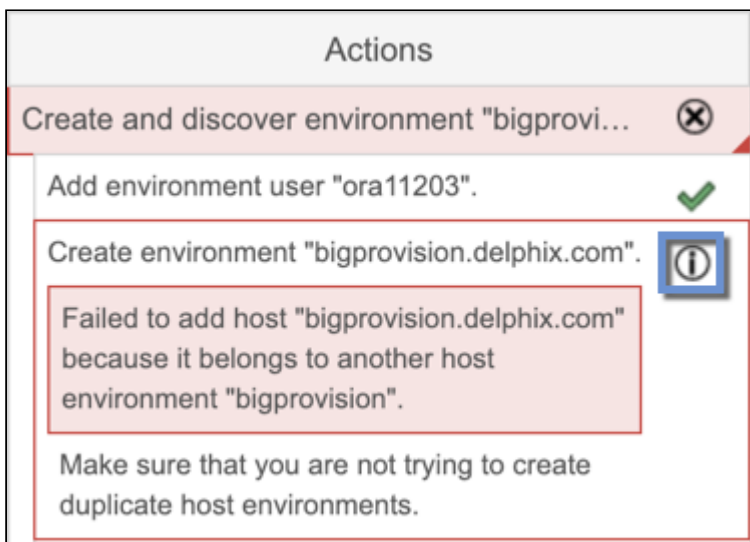 Actions
Create and discover environment "bigprovi...
Add environment user "ora11203".
Create environment "bigprovision.delphix.com".
Failed to add host "bigprovision.delphix.com"
because it belongs to another host
environment "bigprovision".
Make sure that you are not trying to create
duplicate host environments.